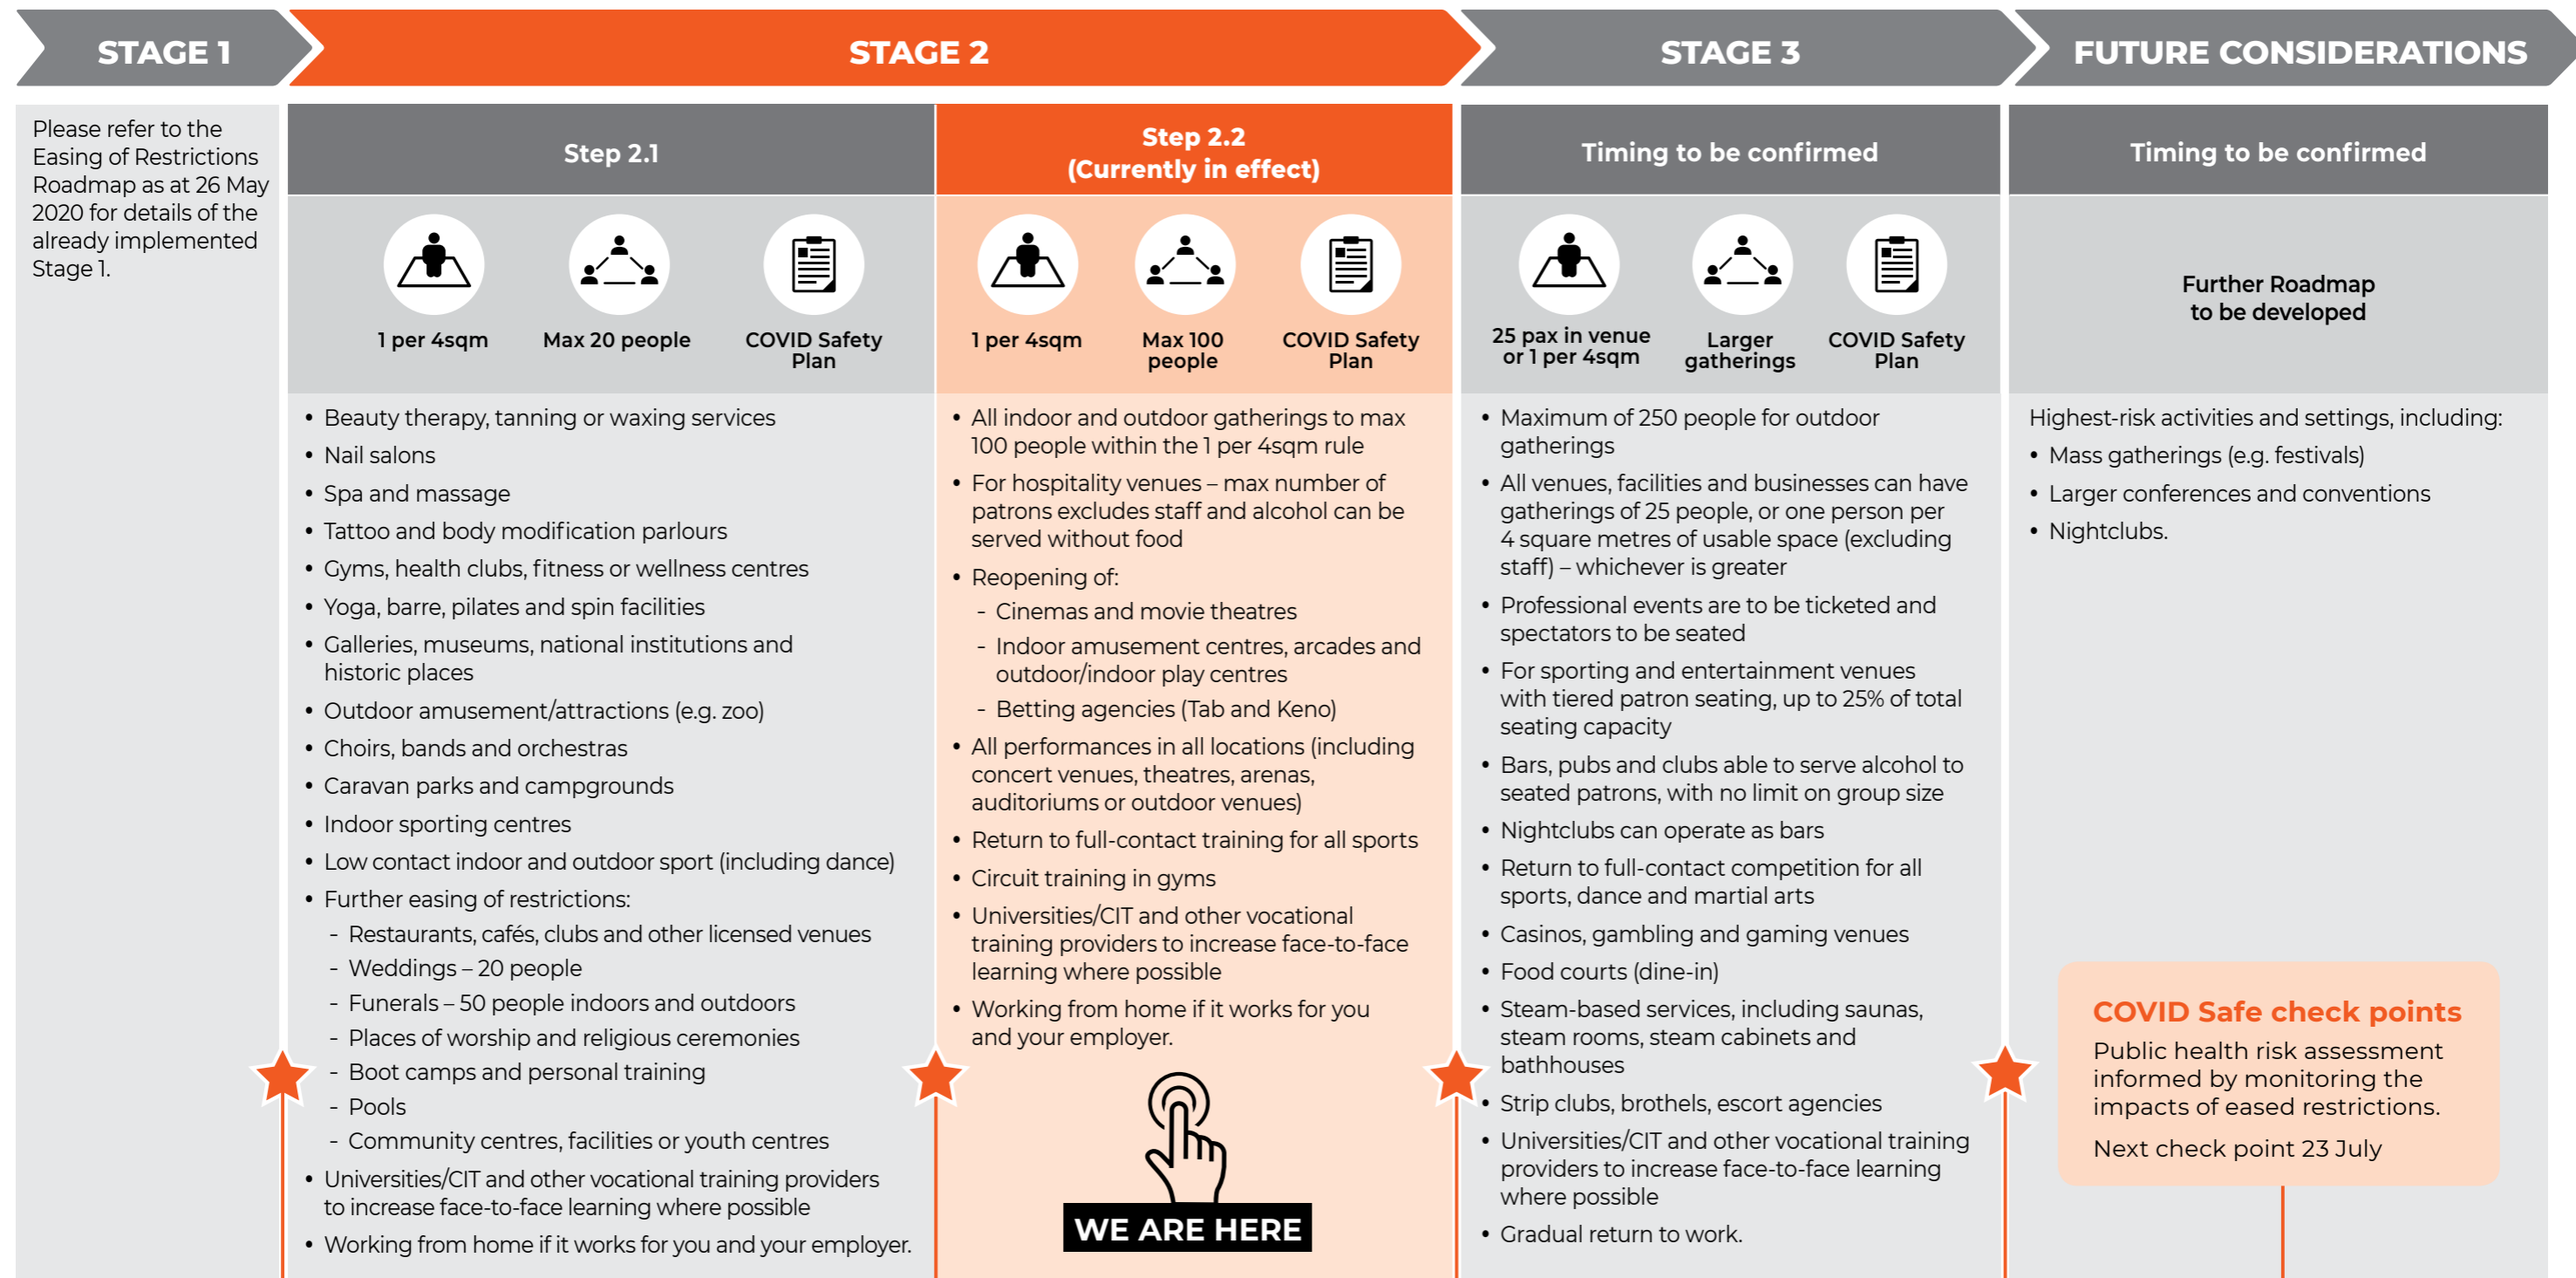 STAGE 1
STAGE 2
STAGE 3
FUTURE CONSIDERATIONS
Please refer to the
Easing of Restrictions
Roadmap as at 26 May
2020 for details of the
already implemented
Stage 1.
Step 2.1
1 per 4sqm
Max 20 people
COVID Safety
Plan
• Beauty therapy, tanning or waxing services
• Nail salons
• Spa and massage
• Tattoo and body modification parlours
• Gyms, health clubs, fitness or wellness centres
• Yoga, barre, pilates and spin facilities
• Galleries, museums, national institutions and
historic places
• Outdoor amusement/attractions (e.g. zoo)
• Choirs, bands and orchestras
• Caravan parks and campgrounds
• Indoor sporting centres
• Low contact indoor and outdoor sport (including dance)
• Further easing of restrictions:
- Restaurants, cafés, clubs and other licensed venues
- Weddings – 20 people
- Funerals – 50 people indoors and outdoors
- Places of worship and religious ceremonies
- Boot camps and personal training
- Pools
- Community centres, facilities or youth centres
• Universities/CIT and other vocational training providers
to increase face-to-face learning where possible
• Working from home if it works for you and your employer.
Step 2.2
(Currently in effect)
1 per 4sqm
Max 100
people
COVID Safety
Plan
• All indoor and outdoor gatherings to max
100 people within the 1 per 4sqm rule
• For hospitality venues – max number of
patrons excludes staff and alcohol can be
served without food
• Reopening of:
- Cinemas and movie theatres
- Indoor amusement centres, arcades and
outdoor/indoor play centres
- Betting agencies (Tab and Keno)
• All performances in all locations (including
concert venues, theatres, arenas,
auditoriums or outdoor venues)
• Return to full-contact training for all sports
• Circuit training in gyms
• Universities/CIT and other vocational
training providers to increase face-to-face
learning where possible
• Working from home if it works for you
and your employer.
WE ARE HERE
Timing to be confirmed
25 pax in venue
or 1 per 4sqm
Larger
gatherings
COVID Safety
Plan
• Maximum of 250 people for outdoor
gatherings
• All venues, facilities and businesses can have
gatherings of 25 people, or one person per
4 square metres of usable space (excluding
staff) – whichever is greater
• Professional events are to be ticketed and
spectators to be seated
• For sporting and entertainment venues
with tiered patron seating, up to 25% of total
seating capacity
• Bars, pubs and clubs able to serve alcohol to
seated patrons, with no limit on group size
• Nightclubs can operate as bars
• Return to full-contact competition for all
sports, dance and martial arts
• Casinos, gambling and gaming venues
• Food courts (dine-in)
• Steam-based services, including saunas,
steam rooms, steam cabinets and
bathhouses
• Strip clubs, brothels, escort agencies
• Universities/CIT and other vocational training
providers to increase face-to-face learning
where possible
• Gradual return to work.
Timing to be confirmed
Further Roadmap
to be developed
Highest-risk activities and settings, including:
• Mass gatherings (e.g. festivals)
• Larger conferences and conventions
• Nightclubs.
COVID Safe check points
Public health risk assessment
informed by monitoring the
impacts of eased restrictions.
Next check point 23 July